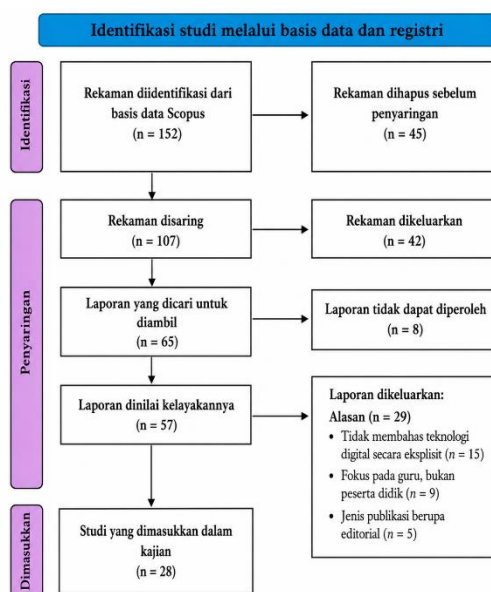 Identifikasi studi melalui basis data dan registri
Identifikasi
Rekaman diidentifikasi dari
basis data Scopus
(n = 152)
Rekaman dihapus sebelum
penyaringan
(n = 45)
Penyaringan
Rekaman disaring
(n = 107)
Rekaman dikeluarkan
(n = 42)
Laporan yang dicari untuk
diambil
(n = 65)
Laporan tidak dapat diperoleh
(n = 8)
Laporan dinilai kelayakannya
(n = 57)
Laporan dikeluarkan:
Alasan (n = 29)
• Tidak membahas teknologi
digital secara eksplisit (n = 15)
• Fokus pada guru, bukan
peserta didik (n = 9)
• Jenis publikasi berupa
editorial (n = 5)
Dimasukkan
Studi yang dimasukkan dalam
kajian
(n = 28)